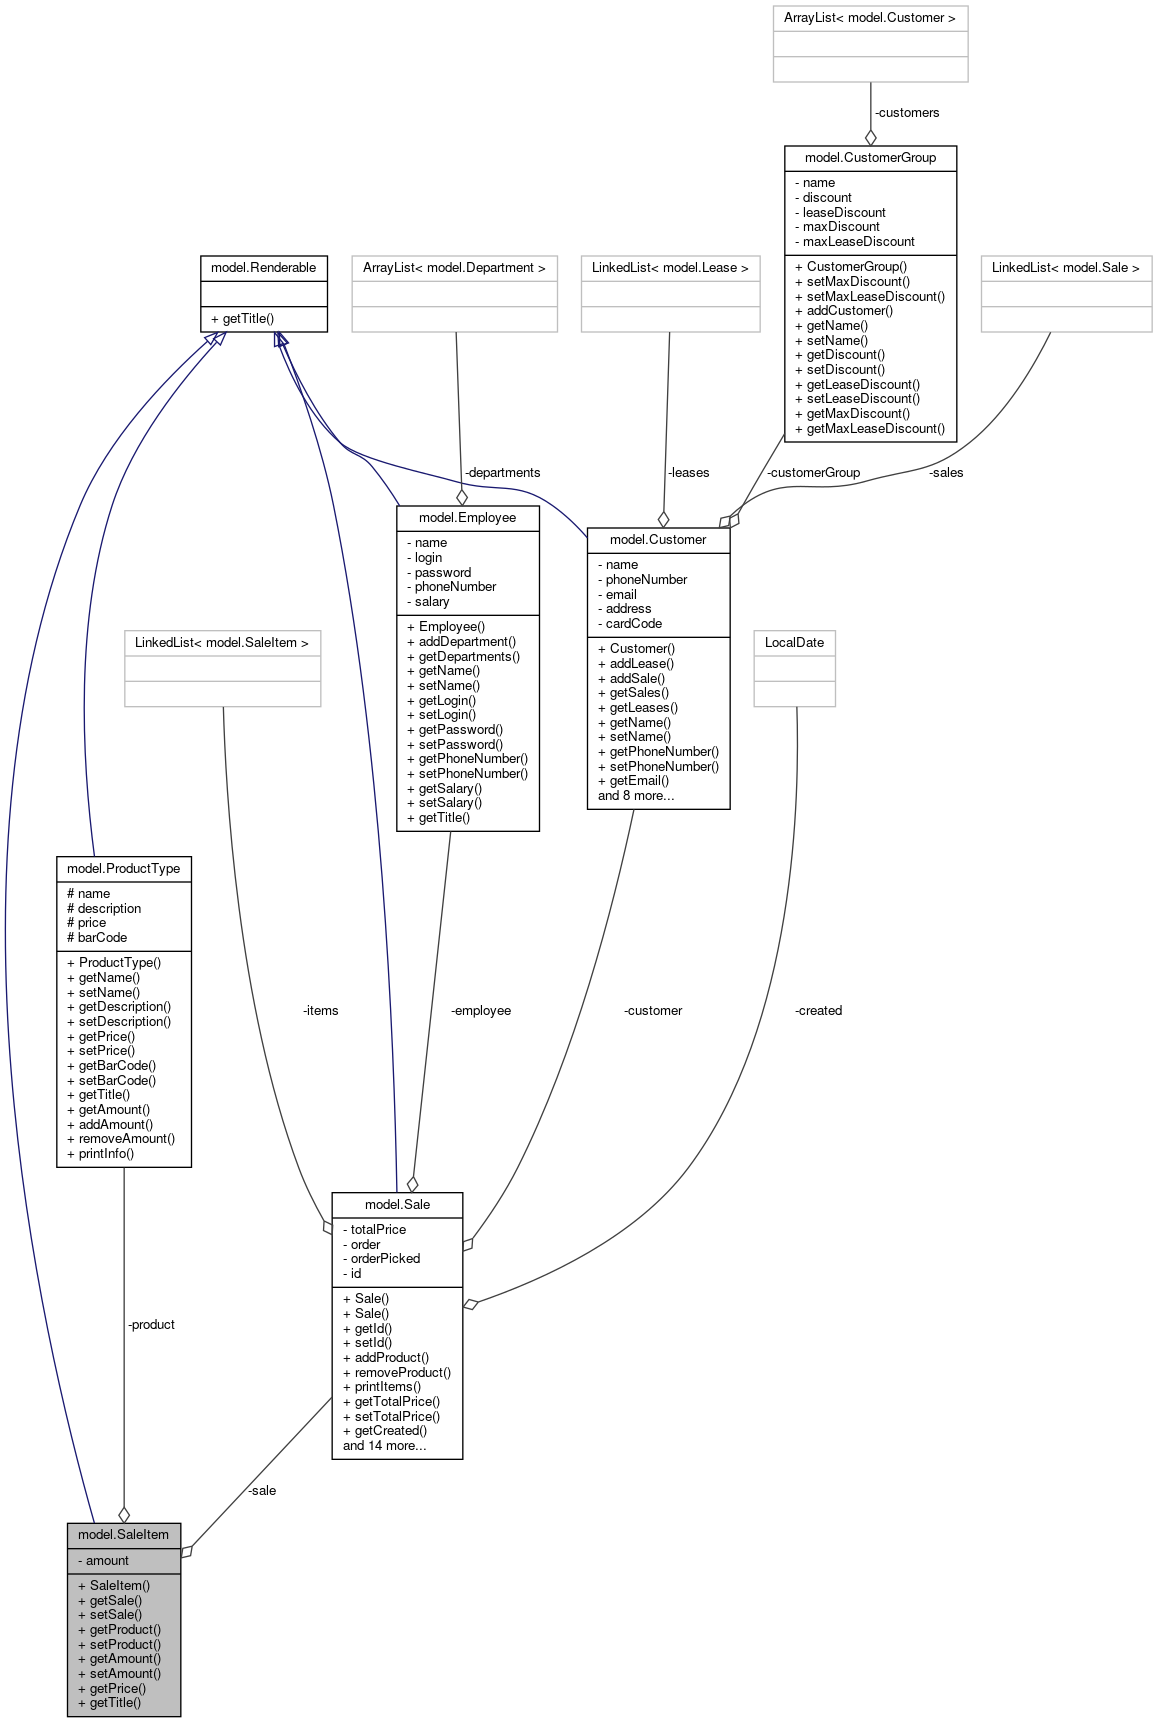 ArrayList< model.Customer >
-customers
model.CustomerGroup
- name
- discount
- leaseDiscount
- maxDiscount
- maxLeaseDiscount
+ CustomerGroup()
+ setMaxDiscount()
+ setMaxLeaseDiscount()
+ addCustomer()
+ getName()
+ setName()
+ getDiscount()
+ setDiscount()
+ getLeaseDiscount()
+ setLeaseDiscount()
+ getMaxDiscount()
+ getMaxLeaseDiscount()
model.Renderable
+ getTitle()
ArrayList< model.Department >
LinkedList< model.Lease >
LinkedList< model.Sale >
-departments
-leases
-customerGroup
-sales
model.Employee
- name
- login
- password
- phoneNumber
- salary
+ Employee()
+ addDepartment()
+ getDepartments()
+ getName()
+ setName()
+ getLogin()
+ setLogin()
+ getPassword()
+ setPassword()
+ getPhoneNumber()
+ setPhoneNumber()
+ getSalary()
+ setSalary()
+ getTitle()
model.Customer
- name
- phoneNumber
- email
- address
- cardCode
+ Customer()
+ addLease()
+ addSale()
+ getSales()
+ getLeases()
+ getName()
+ setName()
+ getPhoneNumber()
+ setPhoneNumber()
+ getEmail()
and 8 more...
LinkedList< model.SaleItem >
LocalDate
model.ProductType
# name
# description
# price
# barCode
+ ProductType()
+ getName()
+ setName()
+ getDescription()
+ setDescription()
+ getPrice()
+ setPrice()
+ getBarCode()
+ setBarCode()
+ getTitle()
+ getAmount()
+ addAmount()
+ removeAmount()
+ printInfo()
-items
-employee
-customer
-created
model.Sale
- totalPrice
- order
- orderPicked
- id
+ Sale()
+ Sale()
+ getId()
+ setId()
+ addProduct()
+ removeProduct()
+ printItems()
+ getTotalPrice()
+ setTotalPrice()
+ getCreated()
and 14 more...
-product
-sale
model.SaleItem
- amount
+ SaleItem()
+ getSale()
+ setSale()
+ getProduct()
+ setProduct()
+ getAmount()
+ setAmount()
+ getPrice()
+ getTitle()